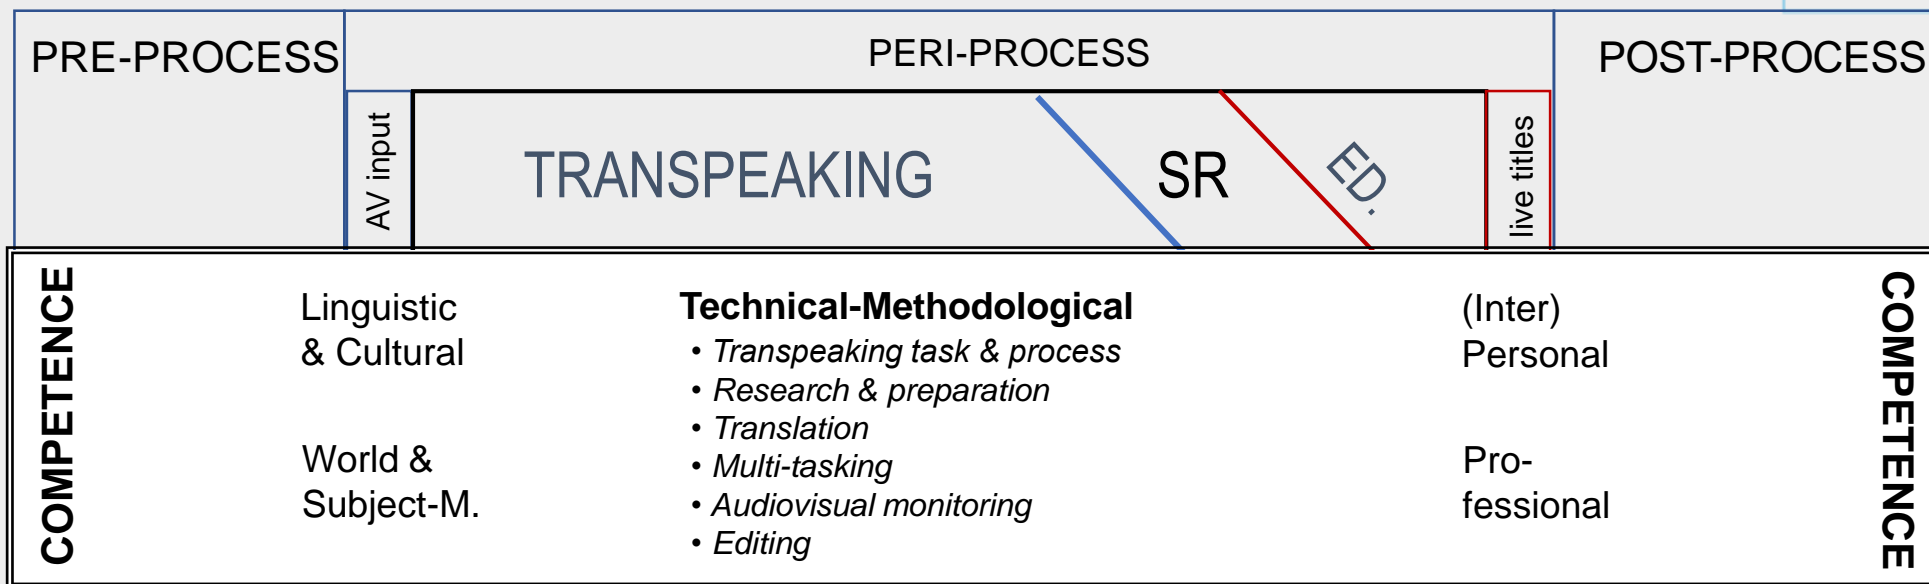 PRE-PROCESS
PERI-PROCESS
POST-PROCESS
AV input
TRANSPEAKING
SR
ED.
live titles
COMPETENCE
Linguistic
& Cultural
World &
Subject-M.
Technical-Methodological
• Transpeaking task & process
• Research & preparation
• Translation
• Multi-tasking
• Audiovisual monitoring
• Editing
(Inter)
Personal
Pro-
fessional
COMPETENCE